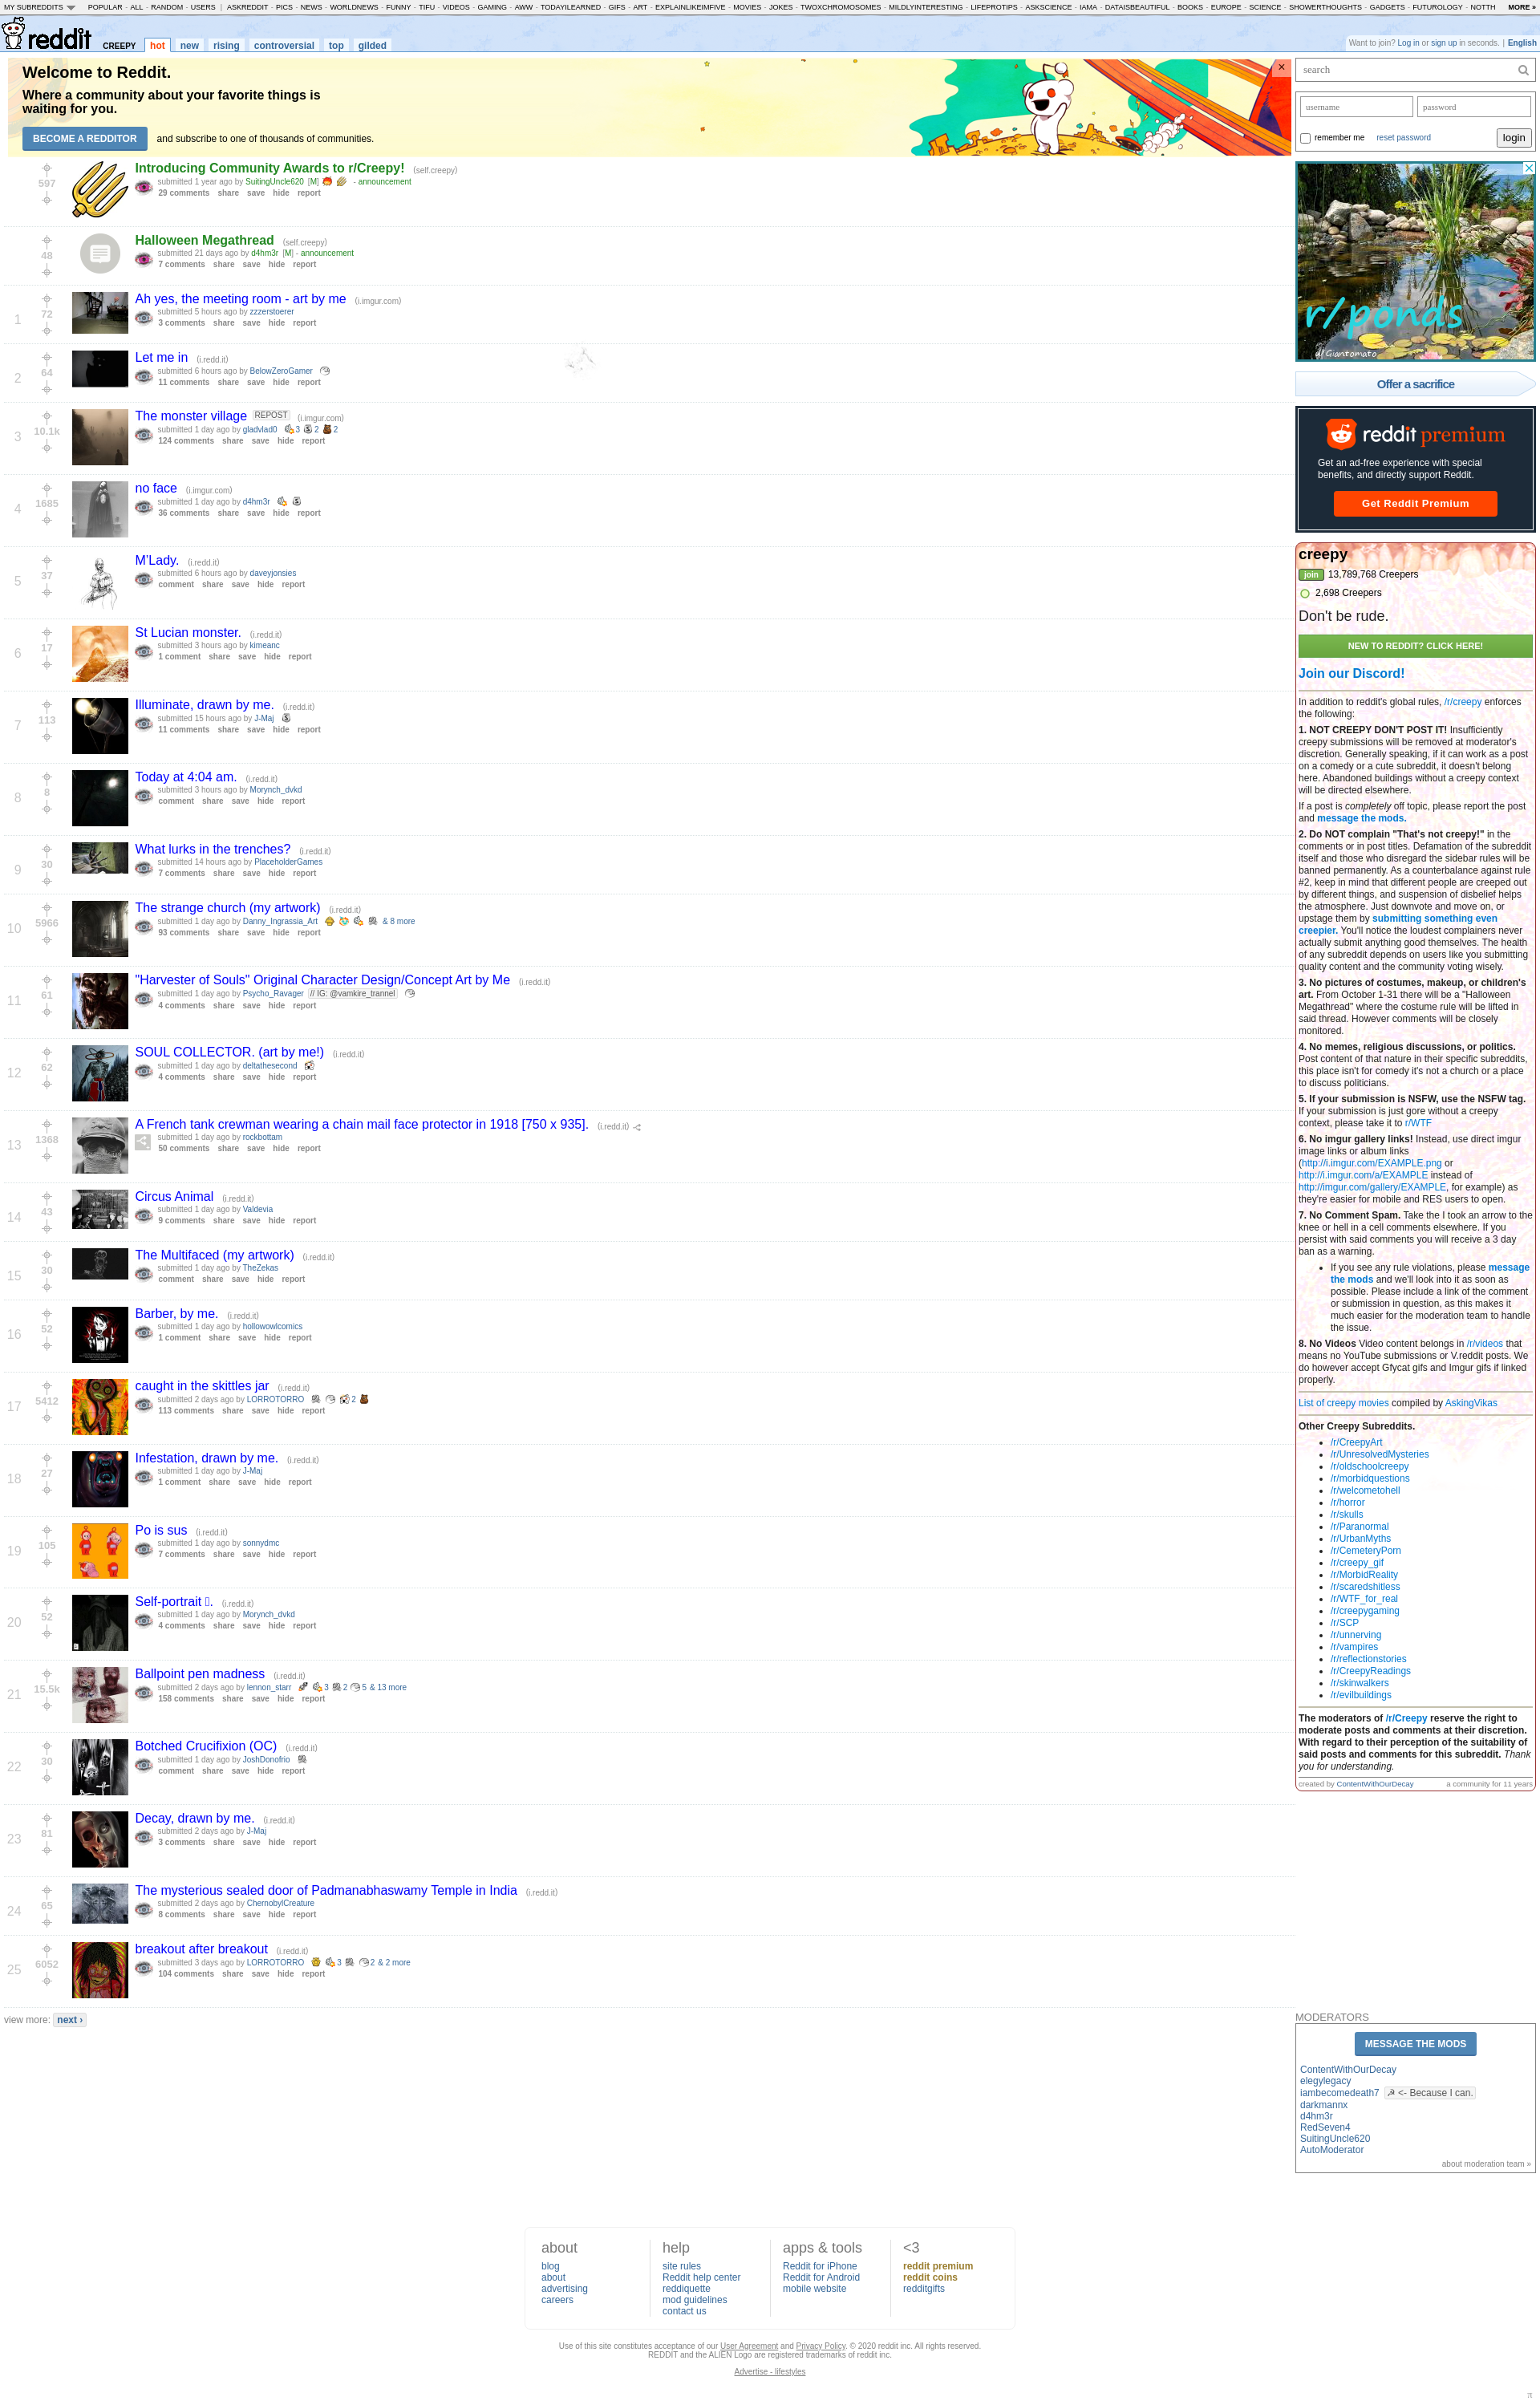 MY SUBREDDITS POPULAR - ALL - RANDOM - USERS | ASKREDDIT - PICS - NEWS - WORLDNEWS - FUNNY - TIFU - VIDEOS - GAMING - AWW - TODAYILEARNED - GIFS - ART - EXPLAINLIKEIMFIVE - MOVIES - JOKES - TWOXCHROMOSOMES - MILDLYINTERESTING - LIFEPROTIPS - ASKSCIENCE - IAMA - DATAISBEAUTIFUL - BOOKS - EUROPE - SCIENCE - SHOWERTHOUGHTS - GADGETS - FUTUROLOGY - NOTTH MORE »
reddit CREEPY hot new rising controversial top gilded
Want to join? Log in or sign up in seconds. | English
Welcome to Reddit.
Where a community about your favorite things is
waiting for you.
BECOME A REDDITOR and subscribe to one of thousands of communities.
×
597
Introducing Community Awards to r/Creepy! (self.creepy)
submitted 1 year ago by SuitingUncle620 [M] - announcement
29 comments share save hide report
48
Halloween Megathread (self.creepy)
submitted 21 days ago by d4hm3r [M] - announcement
7 comments share save hide report
1
72
Ah yes, the meeting room - art by me (i.imgur.com)
submitted 5 hours ago by zzzerstoerer
3 comments share save hide report
2
64
Let me in (i.redd.it)
submitted 6 hours ago by BelowZeroGamer
11 comments share save hide report
3
10.1k
The monster village REPOST (i.imgur.com)
submitted 1 day ago by gladvlad0 3 2 2
124 comments share save hide report
4
1685
no face (i.imgur.com)
submitted 1 day ago by d4hm3r
36 comments share save hide report
5
37
M'Lady. (i.redd.it)
submitted 6 hours ago by daveyjonsies
comment share save hide report
6
17
St Lucian monster. (i.redd.it)
submitted 3 hours ago by kimeanc
1 comment share save hide report
7
113
Illuminate, drawn by me. (i.redd.it)
submitted 15 hours ago by J-Maj
11 comments share save hide report
8
8
Today at 4:04 am. (i.redd.it)
submitted 3 hours ago by Morynch_dvkd
comment share save hide report
9
30
What lurks in the trenches? (i.redd.it)
submitted 14 hours ago by PlaceholderGames
7 comments share save hide report
10
5966
The strange church (my artwork) (i.redd.it)
submitted 1 day ago by Danny_Ingrassia_Art & 8 more
93 comments share save hide report
11
61
"Harvester of Souls" Original Character Design/Concept Art by Me (i.redd.it)
submitted 1 day ago by Psycho_Ravager // IG: @vamkire_trannel
4 comments share save hide report
12
62
SOUL COLLECTOR. (art by me!) (i.redd.it)
submitted 1 day ago by deltathesecond
4 comments share save hide report
13
1368
A French tank crewman wearing a chain mail face protector in 1918 [750 x 935]. (i.redd.it)
submitted 1 day ago by rockbottam
50 comments share save hide report
14
43
Circus Animal (i.redd.it)
submitted 1 day ago by Valdevia
9 comments share save hide report
15
30
The Multifaced (my artwork) (i.redd.it)
submitted 1 day ago by TheZekas
comment share save hide report
16
52
Barber, by me. (i.redd.it)
submitted 1 day ago by hollowowlcomics
1 comment share save hide report
17
5412
caught in the skittles jar (i.redd.it)
submitted 2 days ago by LORROTORRO 2
113 comments share save hide report
18
27
Infestation, drawn by me. (i.redd.it)
submitted 1 day ago by J-Maj
1 comment share save hide report
19
105
Po is sus (i.redd.it)
submitted 1 day ago by sonnydmc
7 comments share save hide report
20
52
Self-portrait ▯. (i.redd.it)
submitted 1 day ago by Morynch_dvkd
4 comments share save hide report
21
15.5k
Ballpoint pen madness (i.redd.it)
submitted 2 days ago by lennon_starr 3 2 5 & 13 more
158 comments share save hide report
22
30
Botched Crucifixion (OC) (i.redd.it)
submitted 1 day ago by JoshDonofrio
comment share save hide report
23
81
Decay, drawn by me. (i.redd.it)
submitted 2 days ago by J-Maj
3 comments share save hide report
24
65
The mysterious sealed door of Padmanabhaswamy Temple in India (i.redd.it)
submitted 2 days ago by ChernobylCreature
8 comments share save hide report
25
6052
breakout after breakout (i.redd.it)
submitted 3 days ago by LORROTORRO 3 2 & 2 more
104 comments share save hide report
view more: next ›
search
username password
remember me reset password login
r/ponds
u/Giantomato
Offer a sacrifice
reddit premium
Get an ad-free experience with special
benefits, and directly support Reddit.
Get Reddit Premium
creepy
join 13,789,768 Creepers
2,698 Creepers
Don't be rude.
NEW TO REDDIT? CLICK HERE!
Join our Discord!
In addition to reddit's global rules, /r/creepy enforces
the following:
1. NOT CREEPY DON'T POST IT! Insufficiently
creepy submissions will be removed at moderator's
discretion. Generally speaking, if it can work as a post
on a comedy or a cute subreddit, it doesn't belong
here. Abandoned buildings without a creepy context
will be directed elsewhere.
If a post is completely off topic, please report the post
and message the mods.
2. Do NOT complain "That's not creepy!" in the
comments or in post titles. Defamation of the subreddit
itself and those who disregard the sidebar rules will be
banned permanently. As a counterbalance against rule
#2, keep in mind that different people are creeped out
by different things, and suspension of disbelief helps
the atmosphere. Just downvote and move on, or
upstage them by submitting something even
creepier. You'll notice the loudest complainers never
actually submit anything good themselves. The health
of any subreddit depends on users like you submitting
quality content and the community voting wisely.
3. No pictures of costumes, makeup, or children's
art. From October 1-31 there will be a "Halloween
Megathread" where the costume rule will be lifted in
said thread. However comments will be closely
monitored.
4. No memes, religious discussions, or politics.
Post content of that nature in their specific subreddits,
this place isn't for comedy it's not a church or a place
to discuss politicians.
5. If your submission is NSFW, use the NSFW tag.
If your submission is just gore without a creepy
context, please take it to r/WTF
6. No imgur gallery links! Instead, use direct imgur
image links or album links
(http://i.imgur.com/EXAMPLE.png or
http://i.imgur.com/a/EXAMPLE instead of
http://imgur.com/gallery/EXAMPLE, for example) as
they're easier for mobile and RES users to open.
7. No Comment Spam. Take the I took an arrow to the
knee or hell in a cell comments elsewhere. If you
persist with said comments you will receive a 3 day
ban as a warning.
• If you see any rule violations, please message
the mods and we'll look into it as soon as
possible. Please include a link of the comment
or submission in question, as this makes it
much easier for the moderation team to handle
the issue.
8. No Videos Video content belongs in /r/videos that
means no YouTube submissions or V.reddit posts. We
do however accept Gfycat gifs and Imgur gifs if linked
properly.
List of creepy movies compiled by AskingVikas
Other Creepy Subreddits.
• /r/CreepyArt
• /r/UnresolvedMysteries
• /r/oldschoolcreepy
• /r/morbidquestions
• /r/welcometohell
• /r/horror
• /r/skulls
• /r/Paranormal
• /r/UrbanMyths
• /r/CemeteryPorn
• /r/creepy_gif
• /r/MorbidReality
• /r/scaredshitless
• /r/WTF_for_real
• /r/creepygaming
• /r/SCP
• /r/unnerving
• /r/vampires
• /r/reflectionstories
• /r/CreepyReadings
• /r/skinwalkers
• /r/evilbuildings
The moderators of /r/Creepy reserve the right to
moderate posts and comments at their discretion.
With regard to their perception of the suitability of
said posts and comments for this subreddit. Thank
you for understanding.
created by ContentWithOurDecay a community for 11 years
MODERATORS
MESSAGE THE MODS
ContentWithOurDecay
elegylegacy
iambecomedeath7 ☭ <- Because I can.
darkmannx
d4hm3r
RedSeven4
SuitingUncle620
AutoModerator
about moderation team »
about
blog
about
advertising
careers
help
site rules
Reddit help center
reddiquette
mod guidelines
contact us
apps & tools
Reddit for iPhone
Reddit for Android
mobile website
<3
reddit premium
reddit coins
redditgifts
Use of this site constitutes acceptance of our User Agreement and Privacy Policy. © 2020 reddit inc. All rights reserved.
REDDIT and the ALIEN Logo are registered trademarks of reddit inc.
Advertise - lifestyles
π